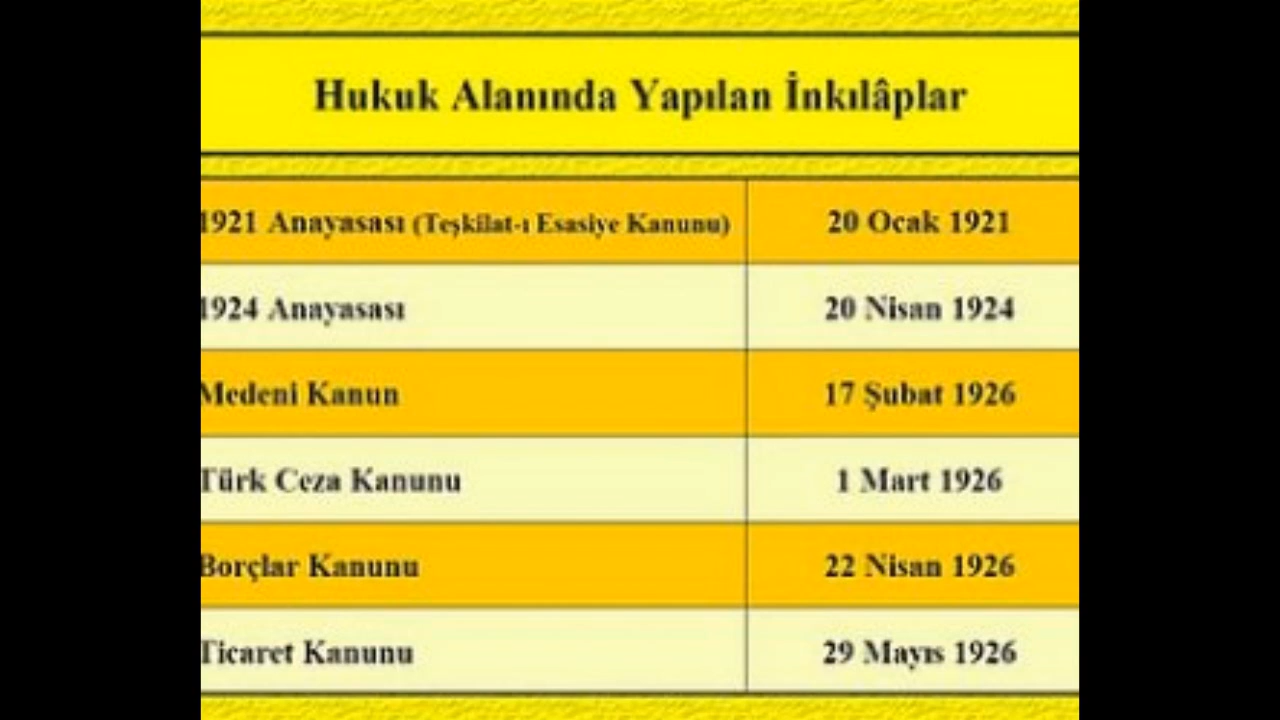 Hukuk Alanında Yapılan İnkılâplar
1921 Anayasası (Teşkilat-ı Esasiye Kanunu) 20 Ocak 1921
1924 Anayasası 20 Nisan 1924
Medeni Kanun 17 Şubat 1926
Türk Ceza Kanunu 1 Mart 1926
Borçlar Kanunu 22 Nisan 1926
Ticaret Kanunu 29 Mayıs 1926